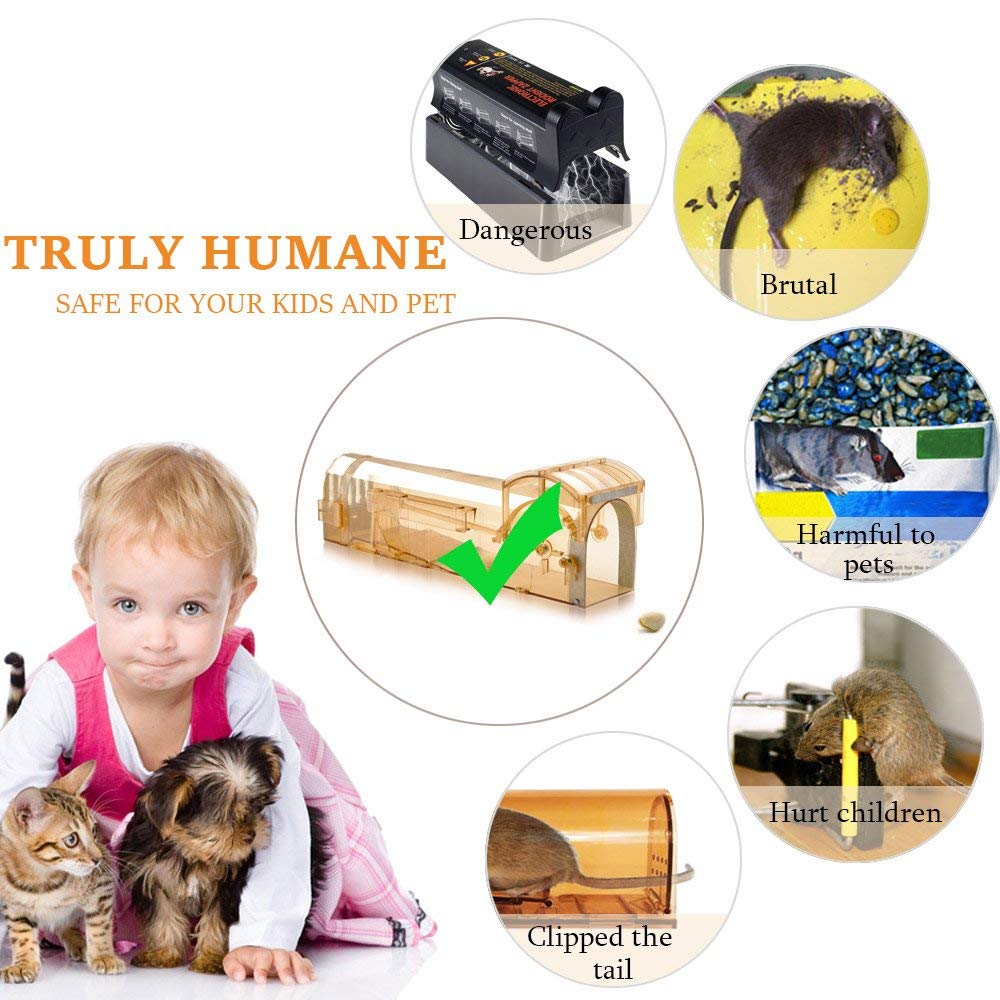 TRULY HUMANE
SAFE FOR YOUR KIDS AND PET
ELECTRONIC
RODENT ZAPPER
Dangerous
Brutal
Harmful to
pets
Hurt children
Clipped the
tail